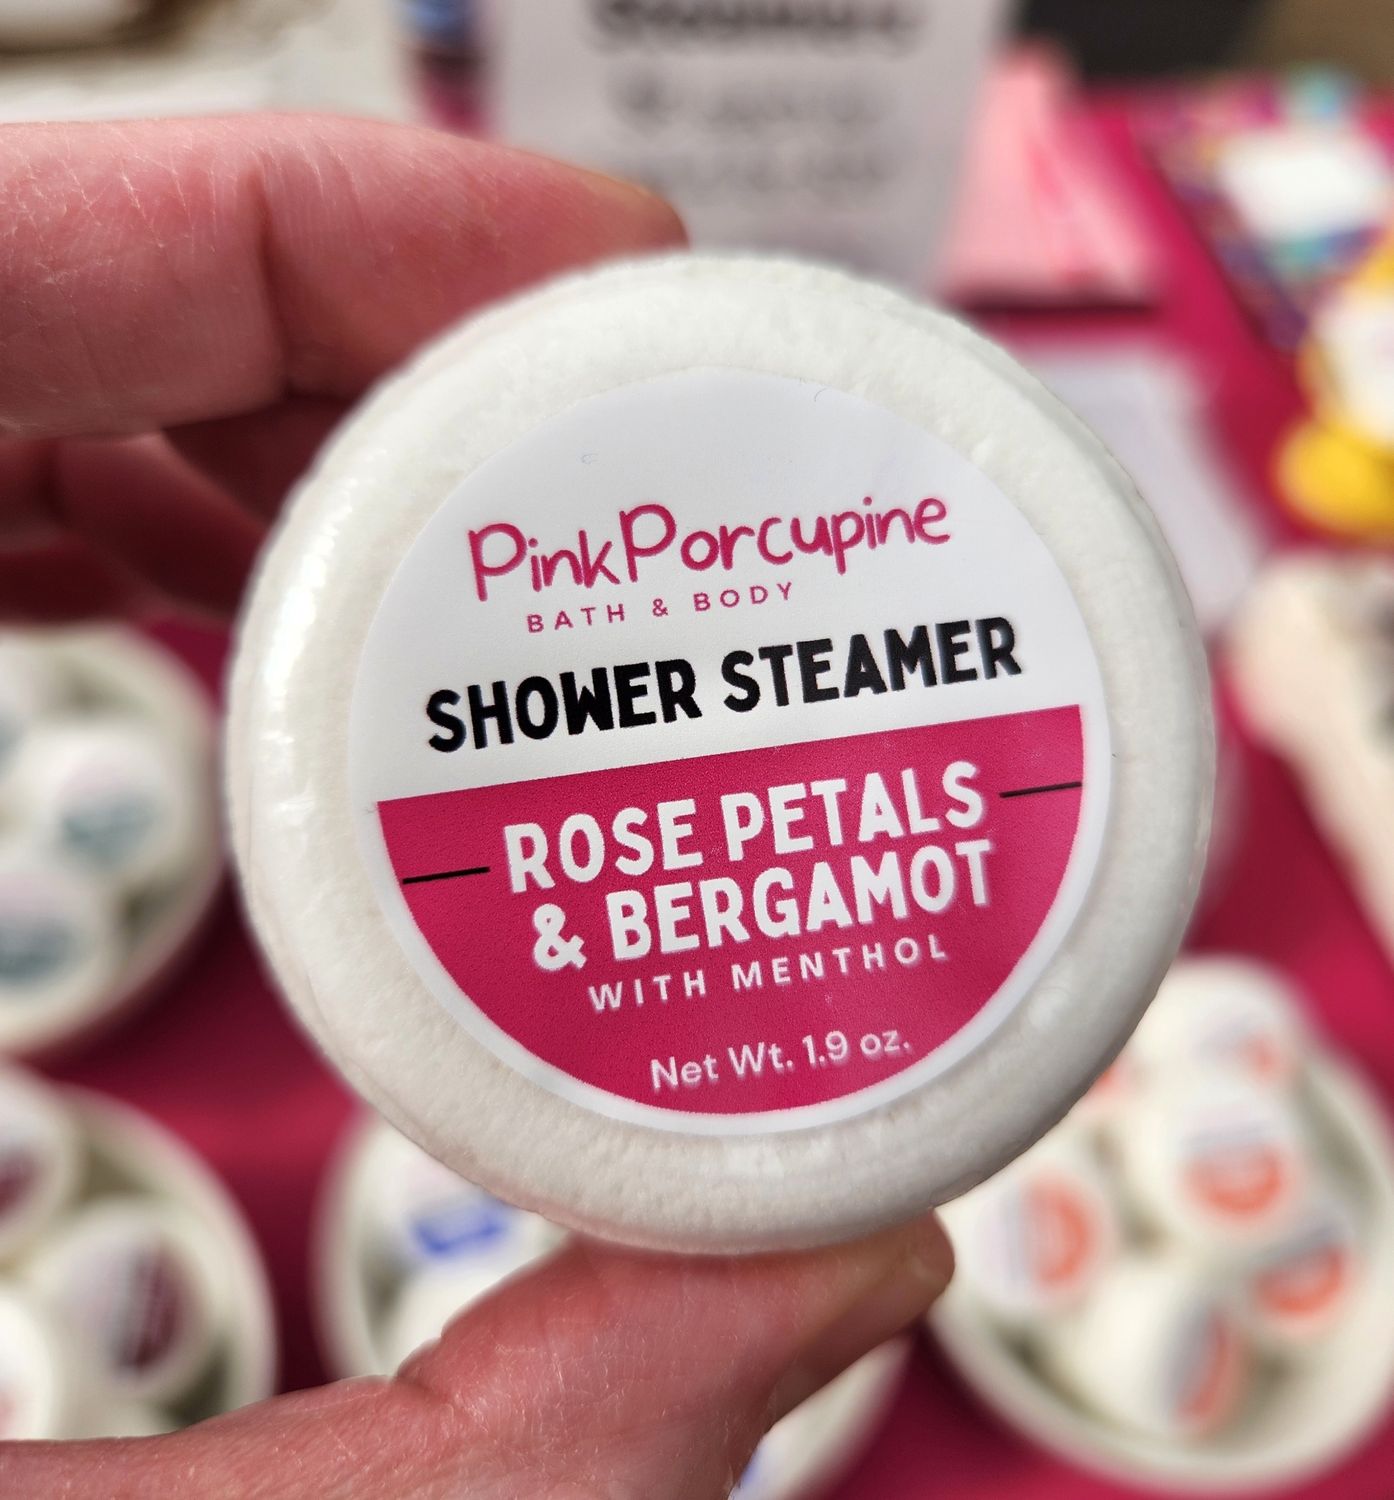 PinkPorcupine
BATH & BODY
SHOWER STEAMER
ROSE PETALS
& BERGAMOT
WITH MENTHOL
Net Wt. 1.9 oz.